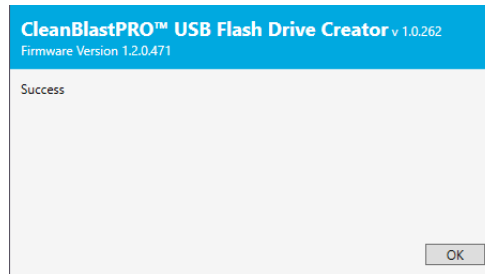 CleanBlastPRO™ USB Flash Drive Creator v 1.0.262
Firmware Version 1.2.0.471
Success
OK